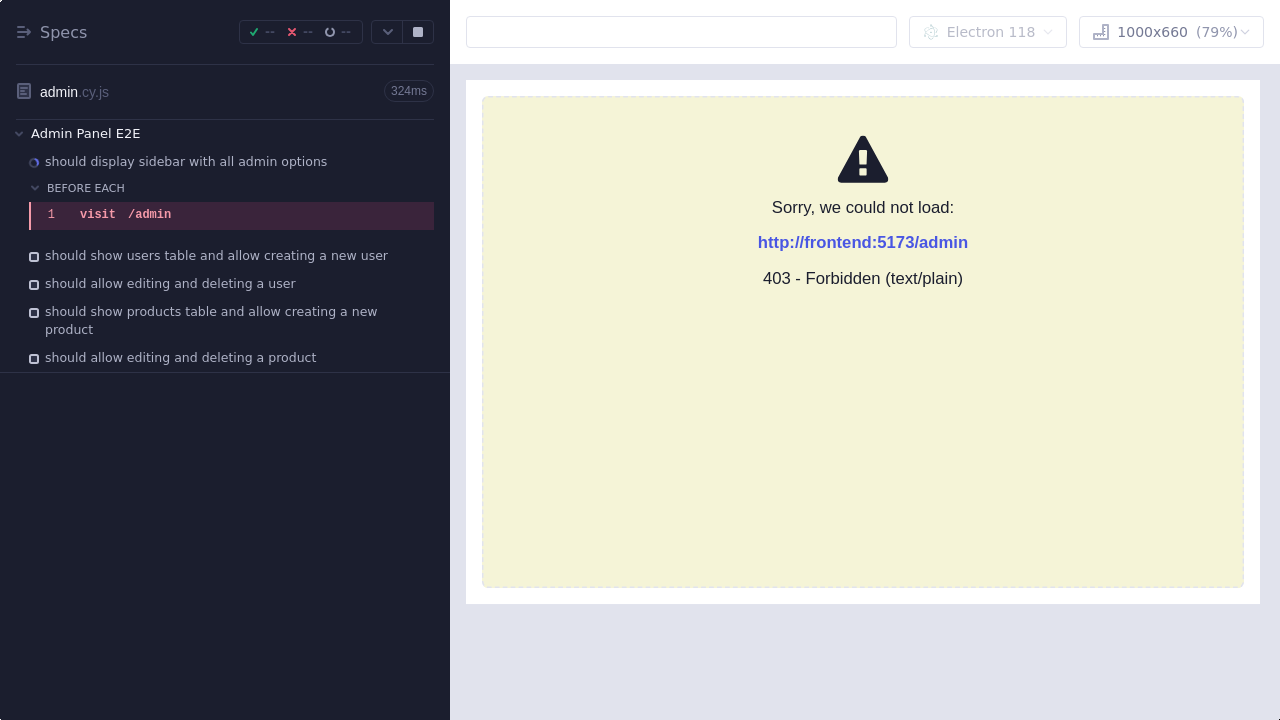 Specs
--
--
--
admin.cy.js
324ms
Admin Panel E2E
should display sidebar with all admin options
BEFORE EACH
1 visit /admin
should show users table and allow creating a new user
should allow editing and deleting a user
should show products table and allow creating a new
product
should allow editing and deleting a product
Electron 118
1000x660 (79%)
Sorry, we could not load:
http://frontend:5173/admin
403 - Forbidden (text/plain)